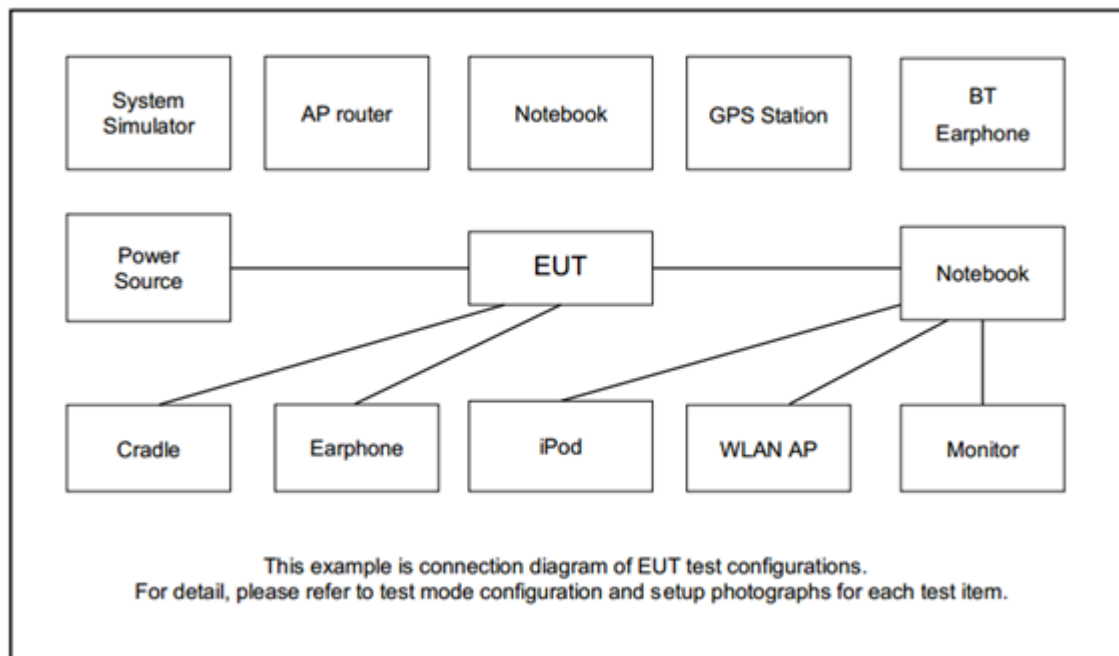 System
Simulator
AP router
Notebook
GPS Station
BT
Earphone
Power
Source
EUT
Notebook
Cradle
Earphone
iPod
WLAN AP
Monitor
This example is connection diagram of EUT test configurations.
For detail, please refer to test mode configuration and setup photographs for each test item.